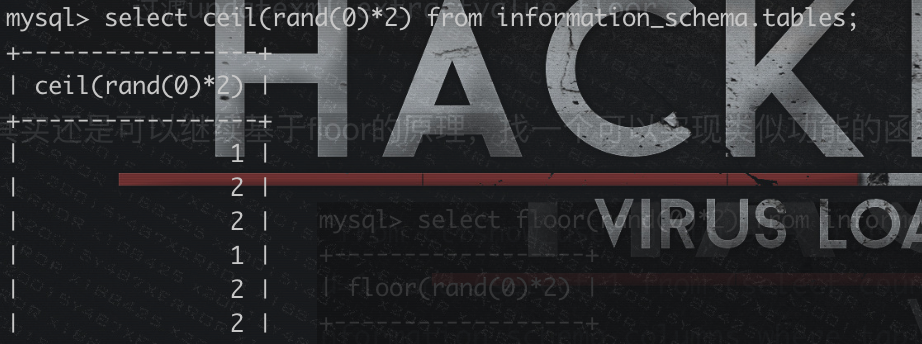 mysql> select ceil(rand(0)*2) from information_schema.tables;
+-----------------+
| ceil(rand(0)*2) |
+-----------------+
| 1 |
| 2 |
| 2 |
| 1 |
| 2 |
| 2 |
HACK
VIRUS LOA
还是可以继续基于floor的原理，找一个可以实现类似功能的函
mysql> select floor(rand(0)*2) from infor
+------------------+
| floor(rand(0)*2) |
+------------------+